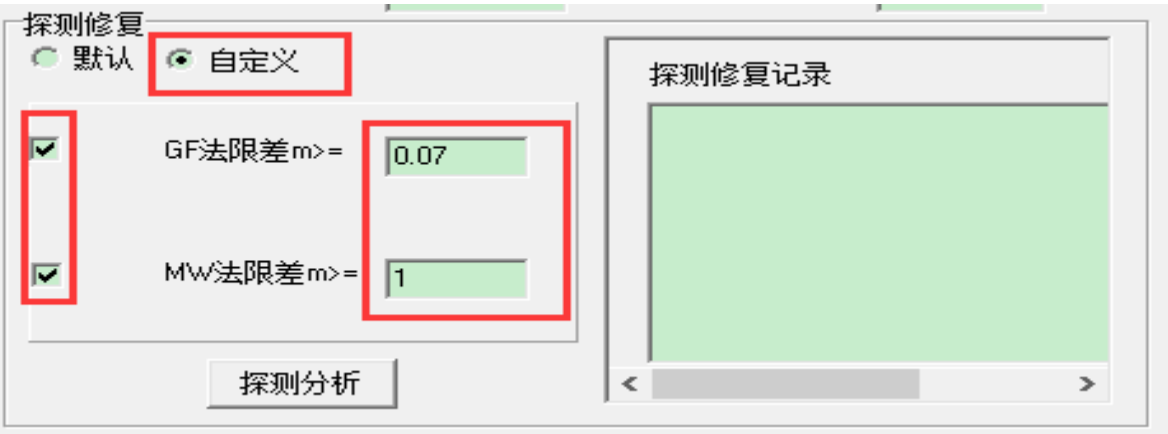 探测修复
默认 自定义
探测修复记录
GF法限差m>= 0.07
MW法限差m>= 1
探测分析